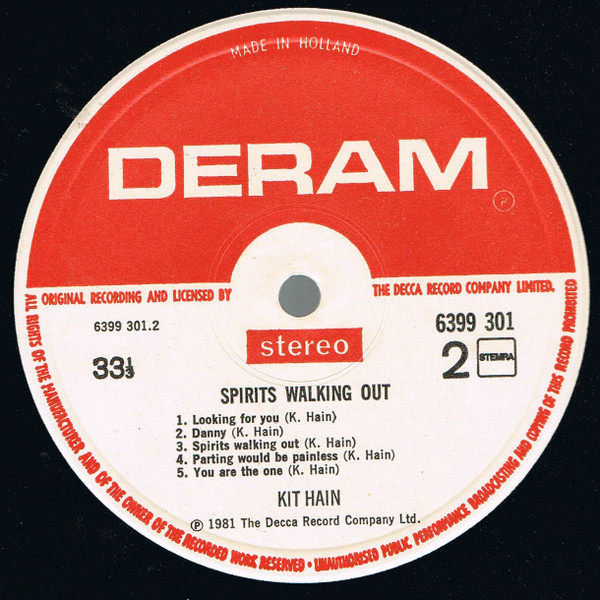 MADE IN HOLLAND
DERAM
P
ORIGINAL RECORDING AND LICENSED BY
THE DECCA RECORD COMPANY LIMITED.
6399 301.2
6399 301
33⅓
stereo
2
STEMRA
SPIRITS WALKING OUT
1. Looking for you (K. Hain)
2. Danny (K. Hain)
3. Spirits walking out (K. Hain)
4. Parting would be painless (K. Hain)
5. You are the one (K. Hain)
KIT HAIN
℗ 1981 The Decca Record Company Ltd.
ALL RIGHTS OF THE MANUFACTURER AND OF THE OWNER OF THE RECORDED WORK RESERVED • UNAUTHORISED PUBLIC PERFORMANCE BROADCASTING AND COPYING OF THIS RECORD PROHIBITED